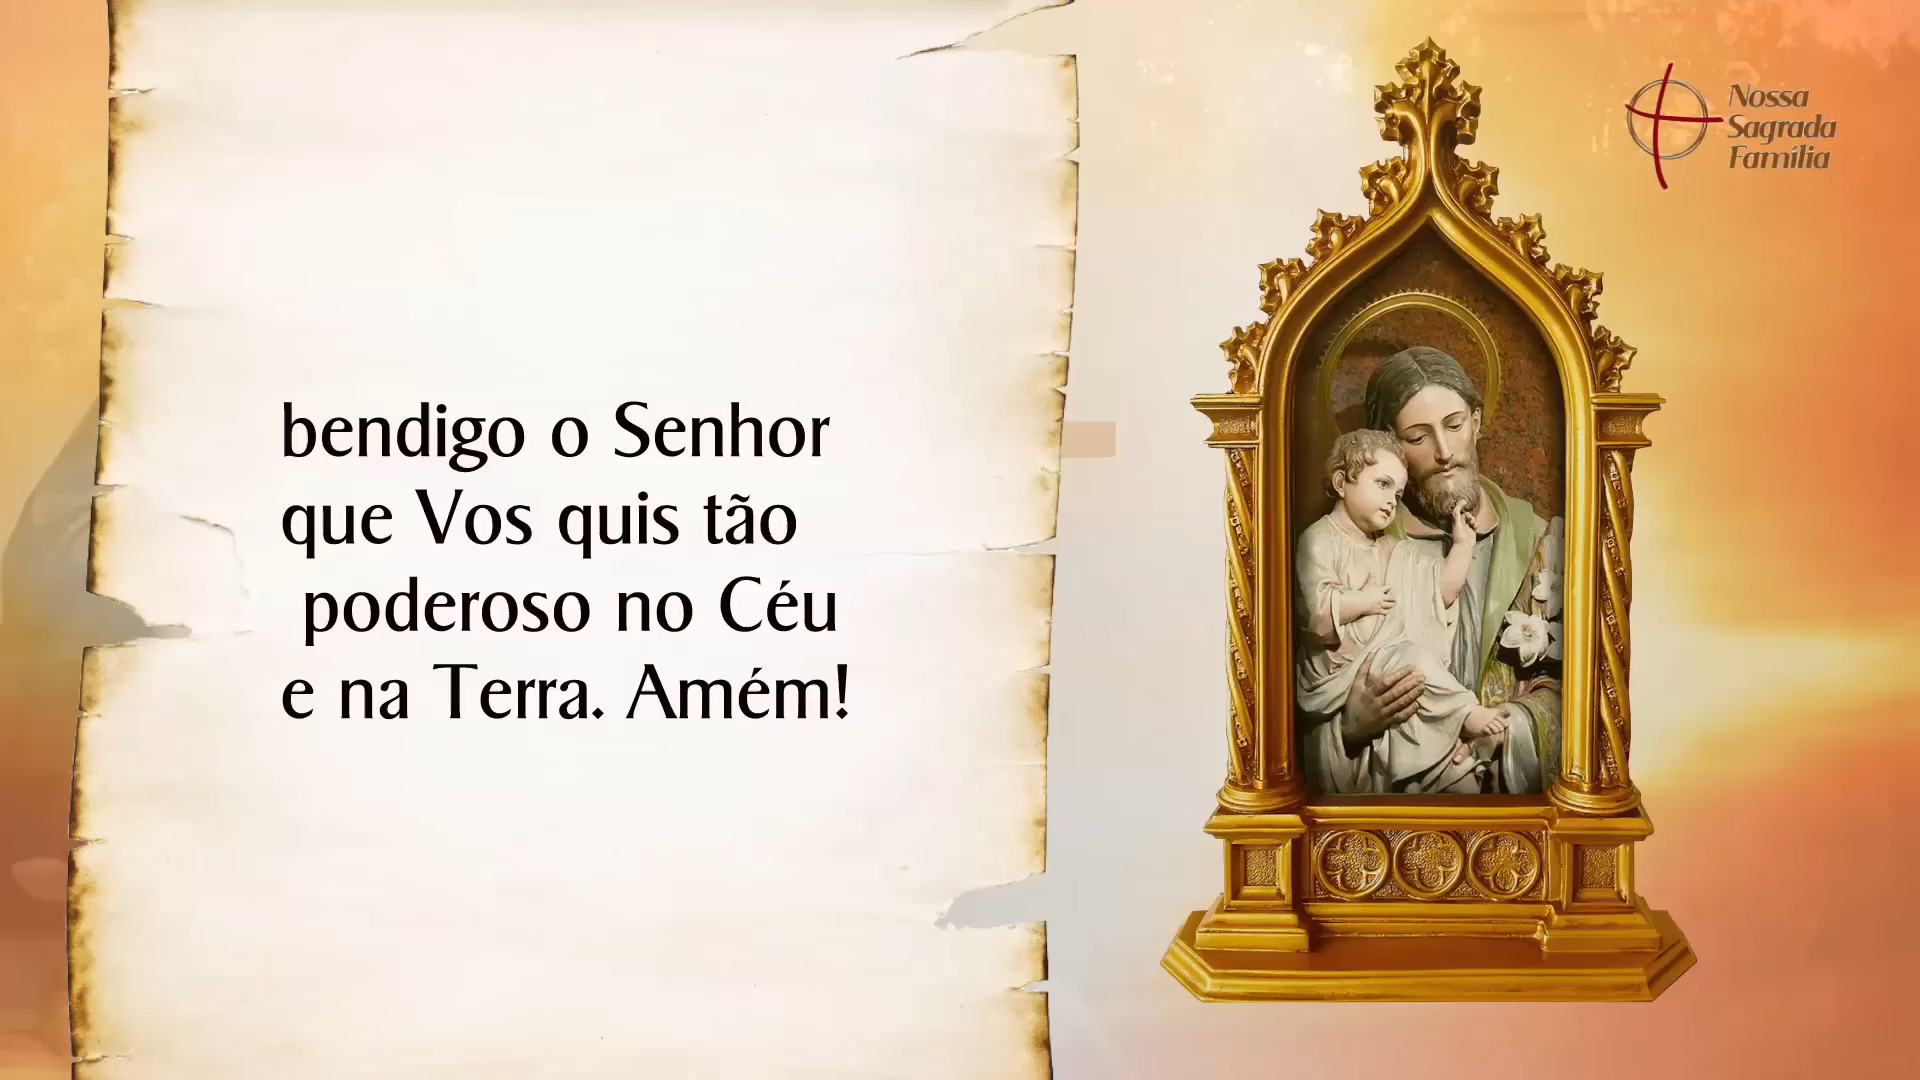 bendigo o Senhor
que Vos quis tão
poderoso no Céu
e na Terra. Amém!
Nossa
Sagrada
Família